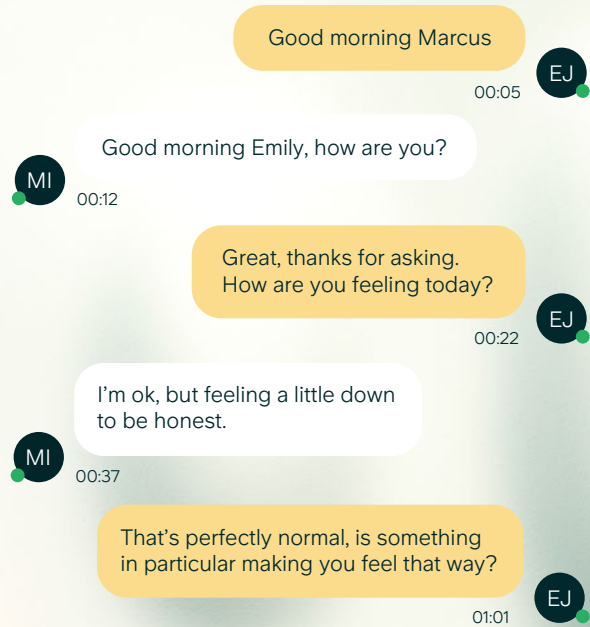 Good morning Marcus
EJ
00:05
Good morning Emily, how are you?
MI
00:12
Great, thanks for asking.
How are you feeling today?
EJ
00:22
I’m ok, but feeling a little down
to be honest.
MI
00:37
That’s perfectly normal, is something
in particular making you feel that way?
EJ
01:01